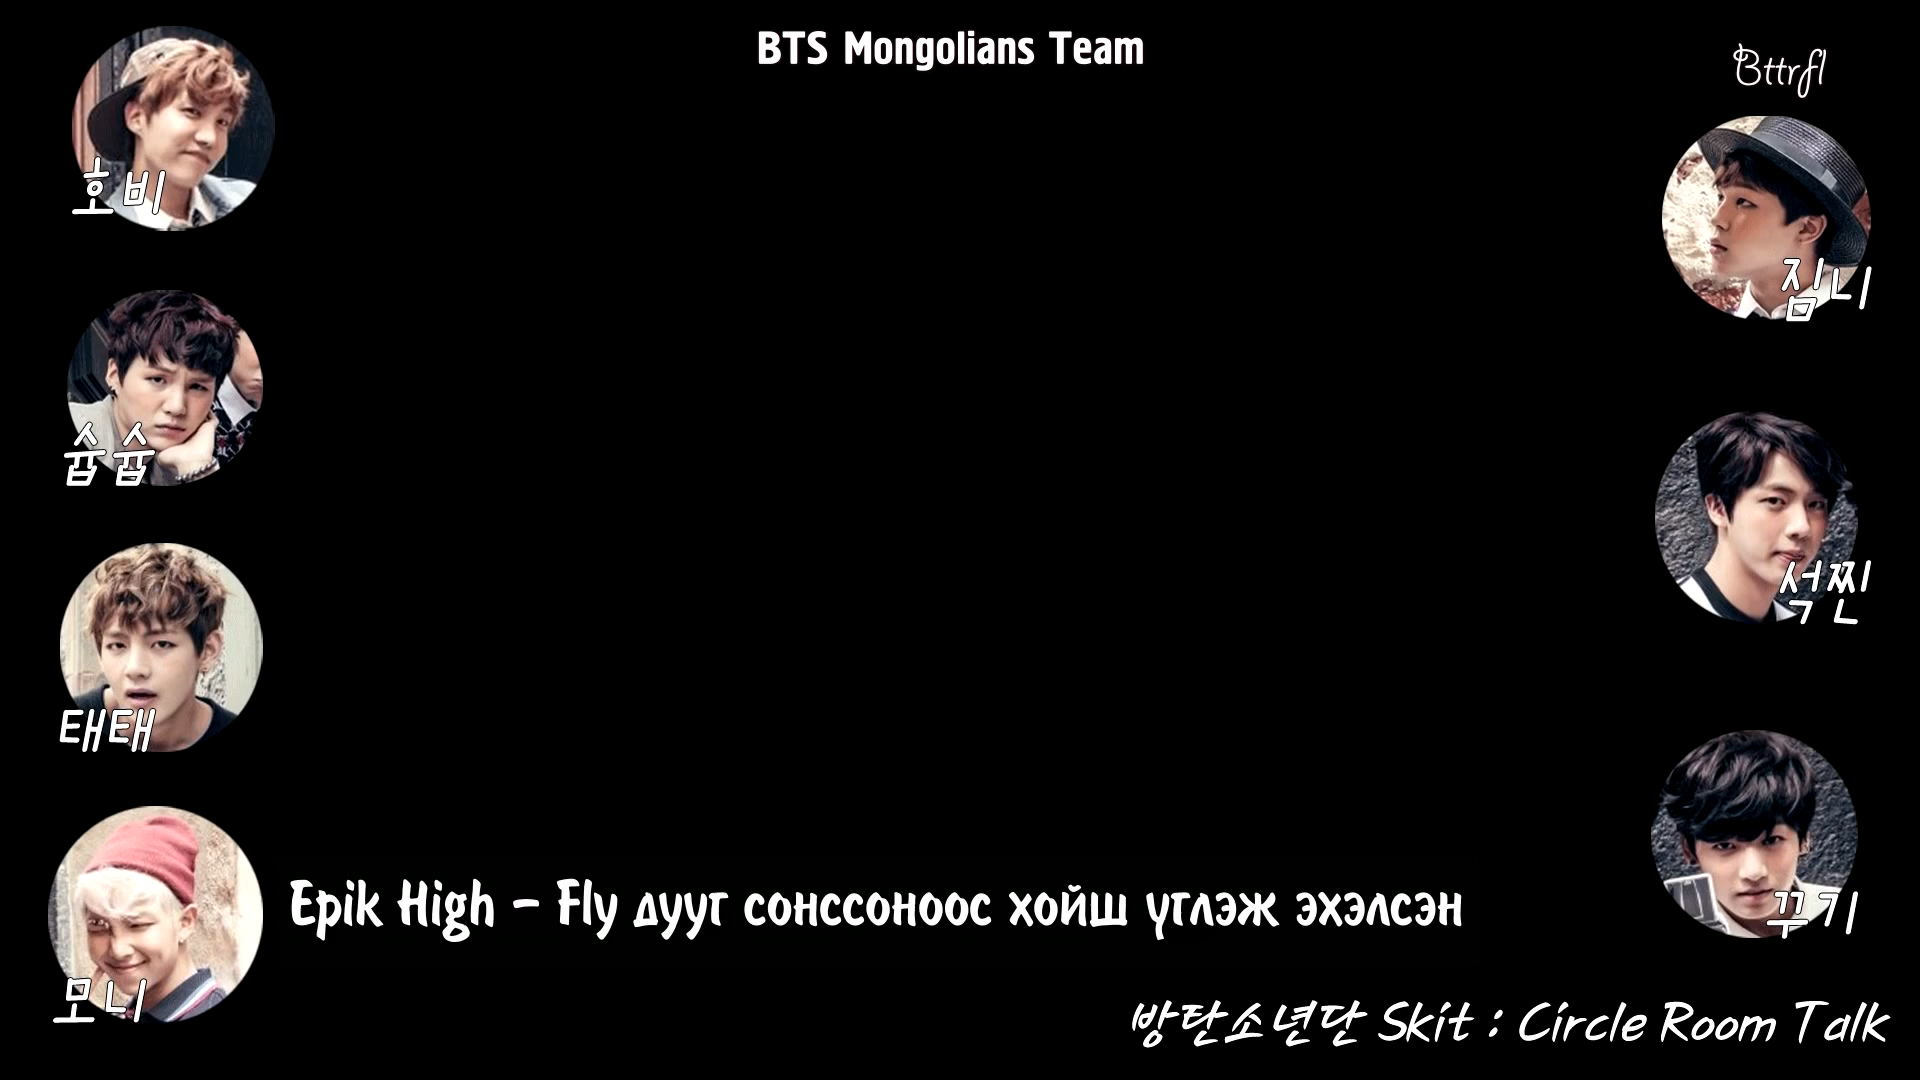 BTS Mongolians Team
Bttrfl
호비
짐니
슙슙
석찐
태태
꾸기
모니
Epik High – Fly дууг сонссоноос хойш үглэж эхэлсэн
방탄소년단 Skit : Circle Room Talk